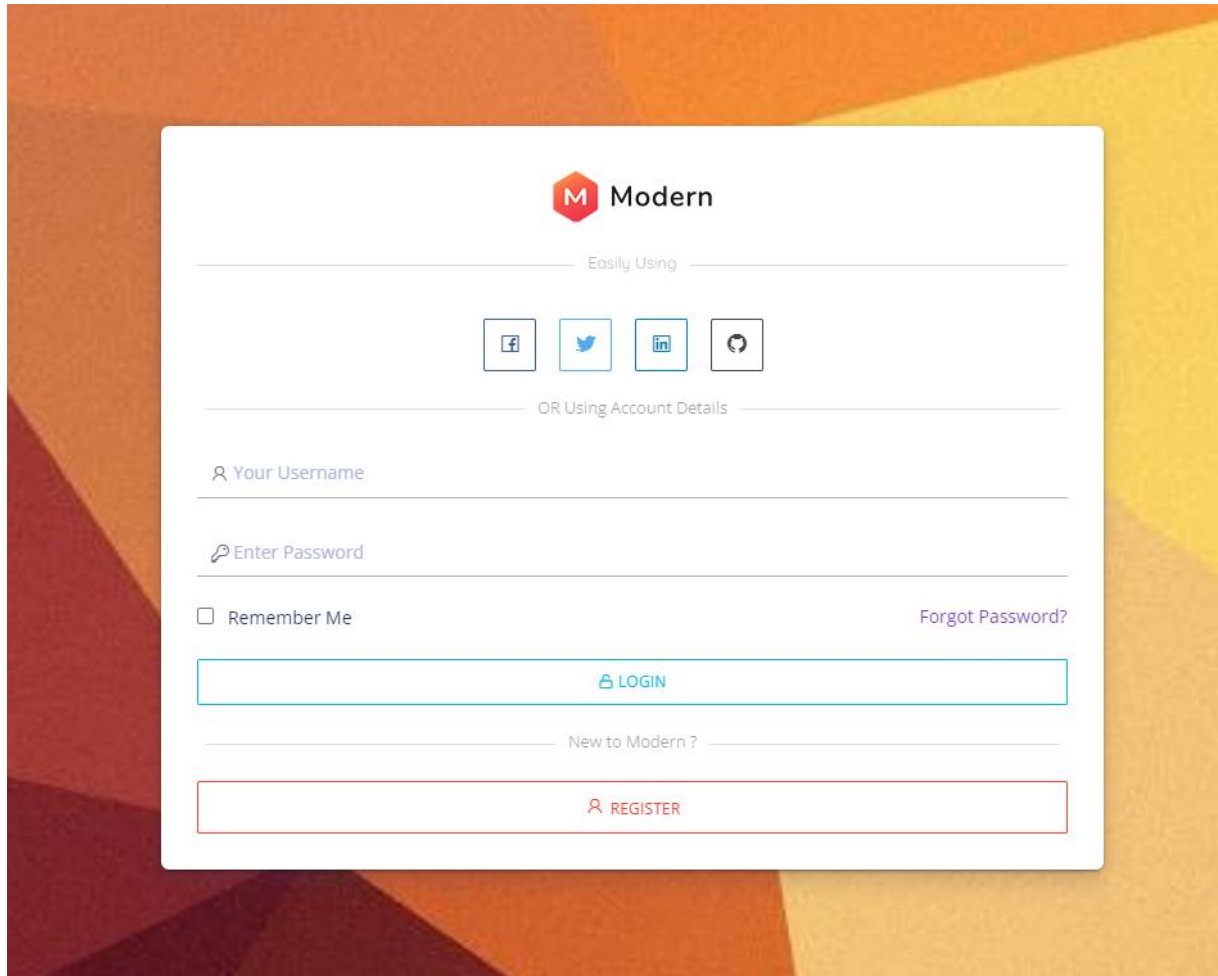 M Modern
Easily Using
OR Using Account Details
Your Username
Enter Password
Remember Me Forgot Password?
LOGIN
New to Modern ?
REGISTER